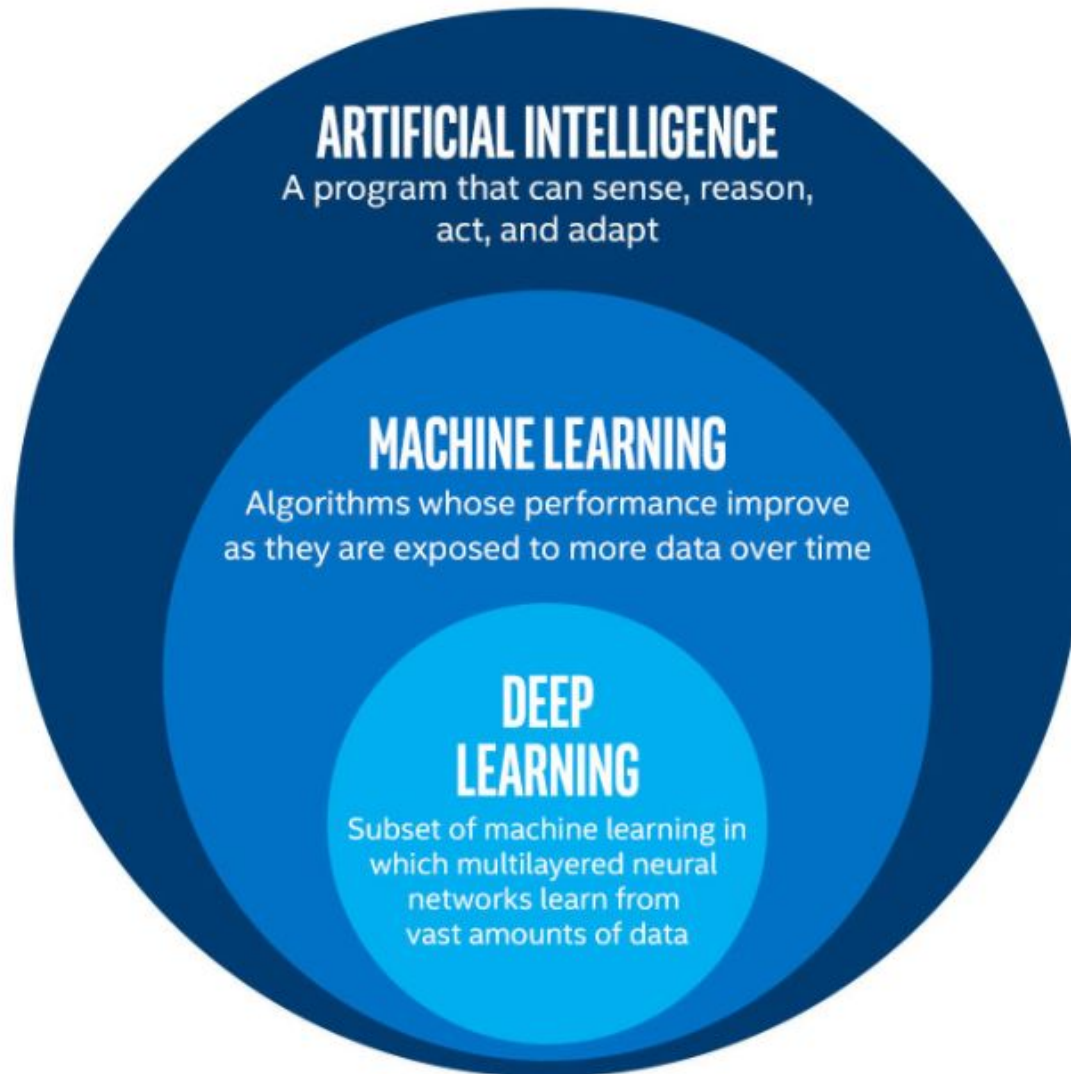 ARTIFICIAL INTELLIGENCE
A program that can sense, reason,
act, and adapt
MACHINE LEARNING
Algorithms whose performance improve
as they are exposed to more data over time
DEEP
LEARNING
Subset of machine learning in
which multilayered neural
networks learn from
vast amounts of data